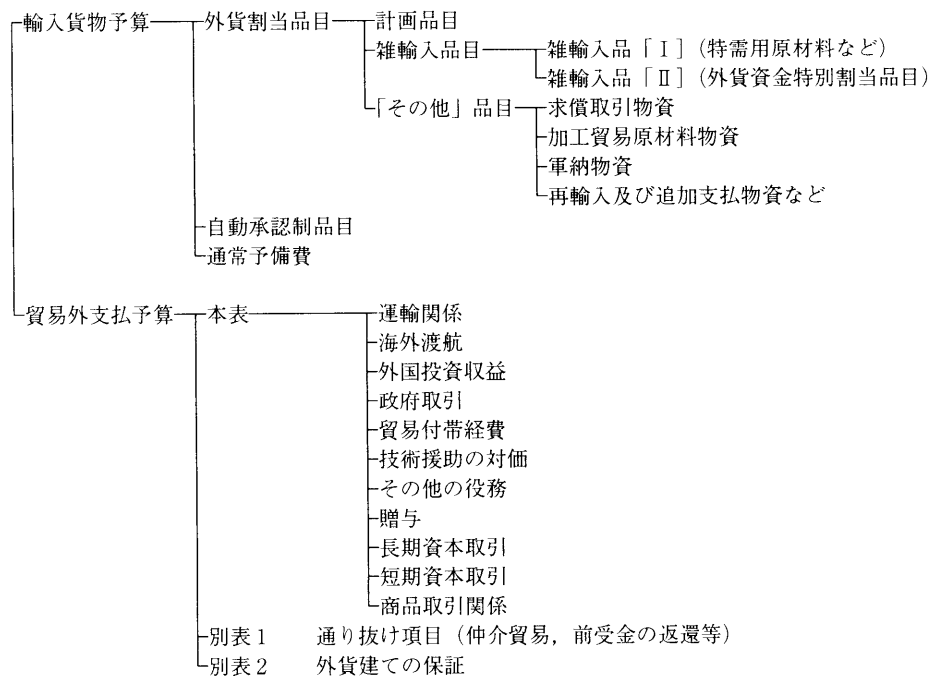 輸入貨物予算 外貨割当品目 計画品目
雑輸入品目 雑輸入品「Ⅰ」(特需用原材料など)
雑輸入品「Ⅱ」(外貨資金特別割当品目)
「その他」品目 求償取引物資
加工貿易原材料物資
軍納物資
再輸入及び追加支払物資など
自動承認制品目
通常予備費
貿易外支払予算 本表 運輸関係
海外渡航
外国投資収益
政府取引
貿易付帯経費
技術援助の対価
その他の役務
贈与
長期資本取引
短期資本取引
商品取引関係
別表1 通り抜け項目(仲介貿易,前受金の返還等)
別表2 外貨建ての保証